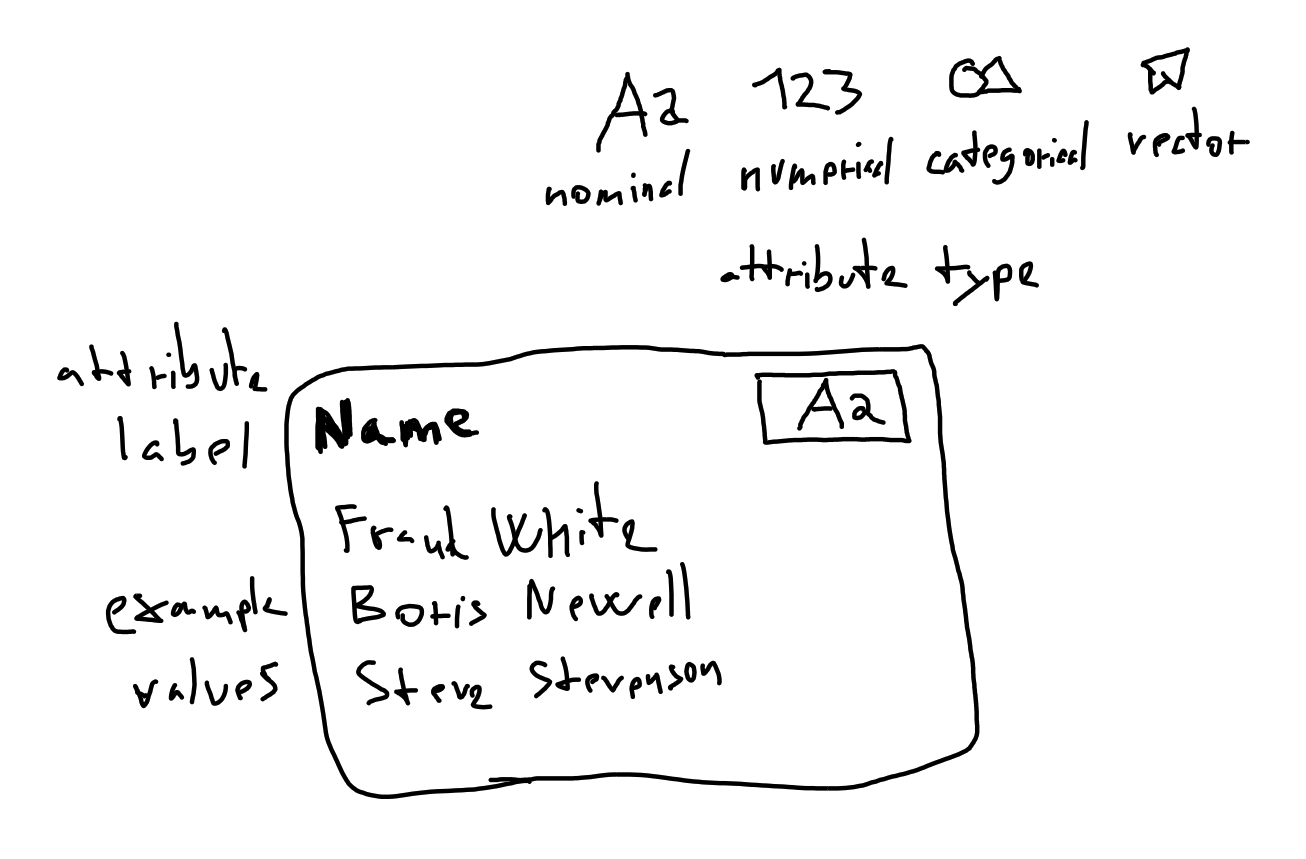 Aa 123
nominal numerical categorical vector
attribute type
attribute
label
Name Aa
Fraud White
Boris Newell
example
values
Steve Stevenson